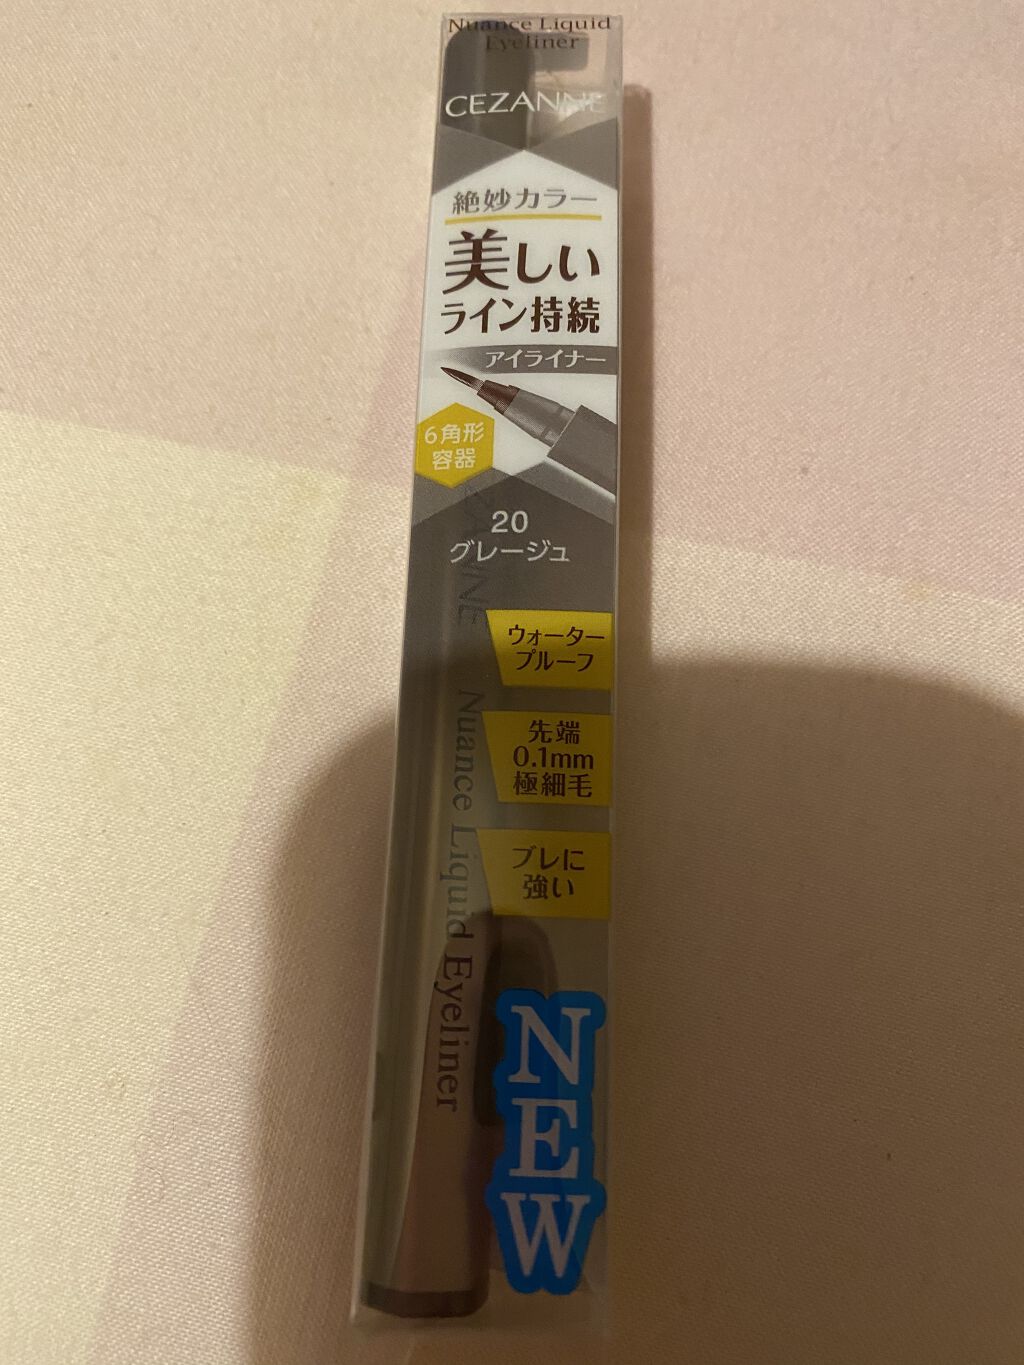 Nuance Liquid
Eyeliner
CEZANNE
絶妙カラー
美しい
ライン持続
アイライナー
6角形
容器
20
グレージュ
ウォーター
プルーフ
先端
0.1mm
極細毛
ブレに
強い
CEZANNE Nuance Liquid Eyeliner
NEW